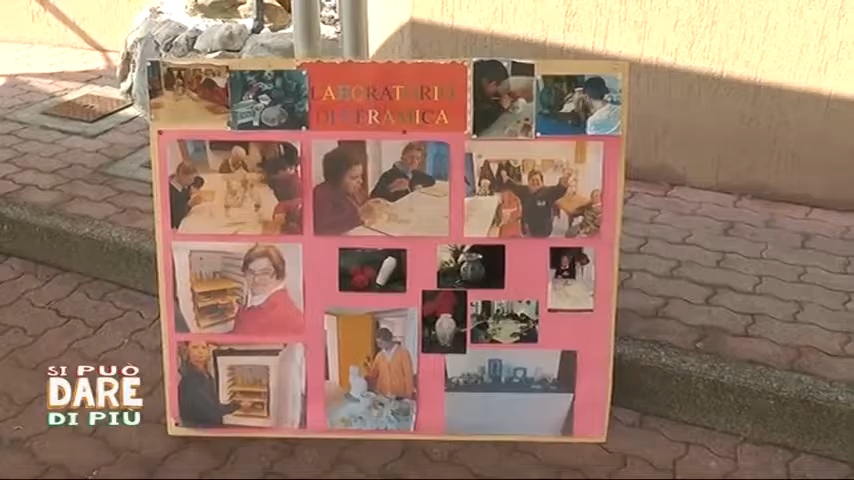 LABORATORIO
DI CERAMICA
SI PUÒ
DARE
DI PIÙ